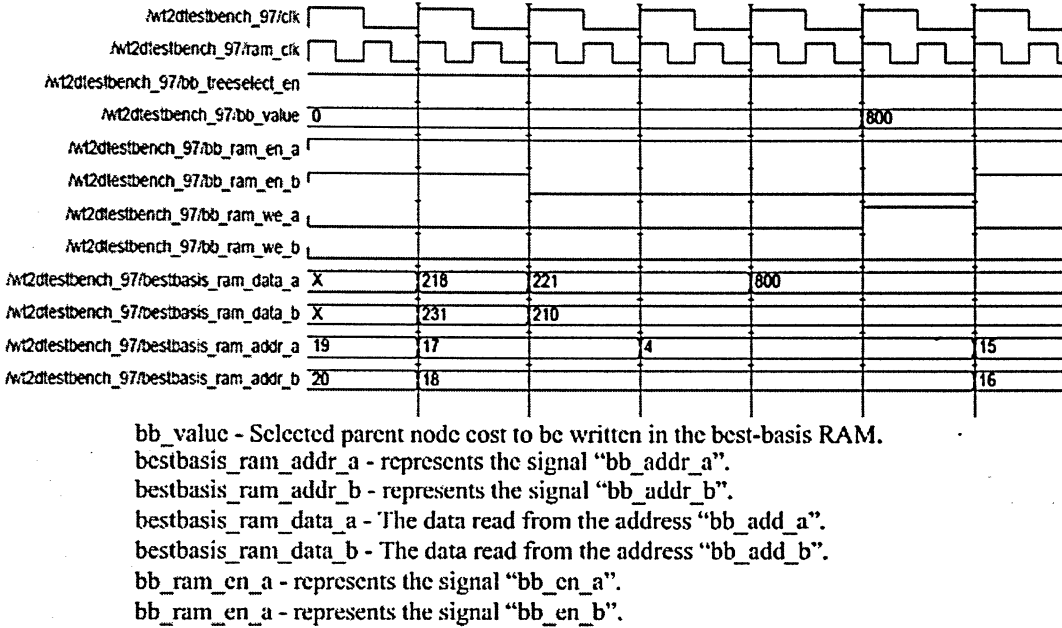 /wt2dtestbench_97/clk
/wt2dtestbench_97/ram_clk
/wt2dtestbench_97/bb_treeselect_en
/wt2dtestbench_97/bb_value 0 800
/wt2dtestbench_97/bb_ram_en_a
/wt2dtestbench_97/bb_ram_en_b
/wt2dtestbench_97/bb_ram_we_a
/wt2dtestbench_97/bb_ram_we_b
/wt2dtestbench_97/bestbasis_ram_data_a X 218 221 800
/wt2dtestbench_97/bestbasis_ram_data_b X 231 210
/wt2dtestbench_97/bestbasis_ram_addr_a 19 17 4 15
/wt2dtestbench_97/bestbasis_ram_addr_b 20 18 16
bb_value - Selected parent node cost to be written in the best-basis RAM.
bestbasis_ram_addr_a - represents the signal “bb_addr_a”.
bestbasis_ram_addr_b - represents the signal “bb_addr_b”.
bestbasis_ram_data_a - The data read from the address “bb_add_a”.
bestbasis_ram_data_b - The data read from the address “bb_add_b”.
bb_ram_en_a - represents the signal “bb_en_a”.
bb_ram_en_a - represents the signal “bb_en_b”.